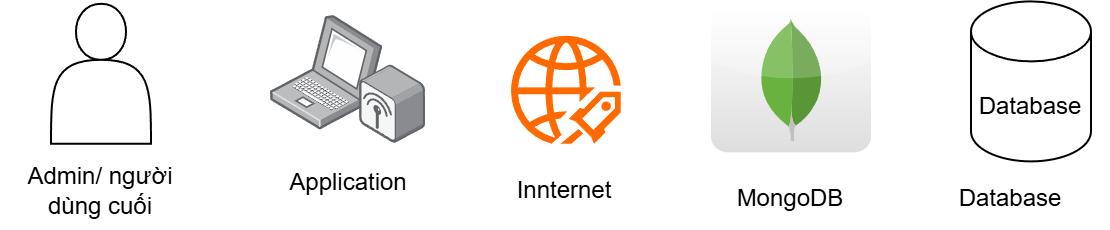 Database
Admin/ người
dùng cuối
Application
Innternet
MongoDB
Database